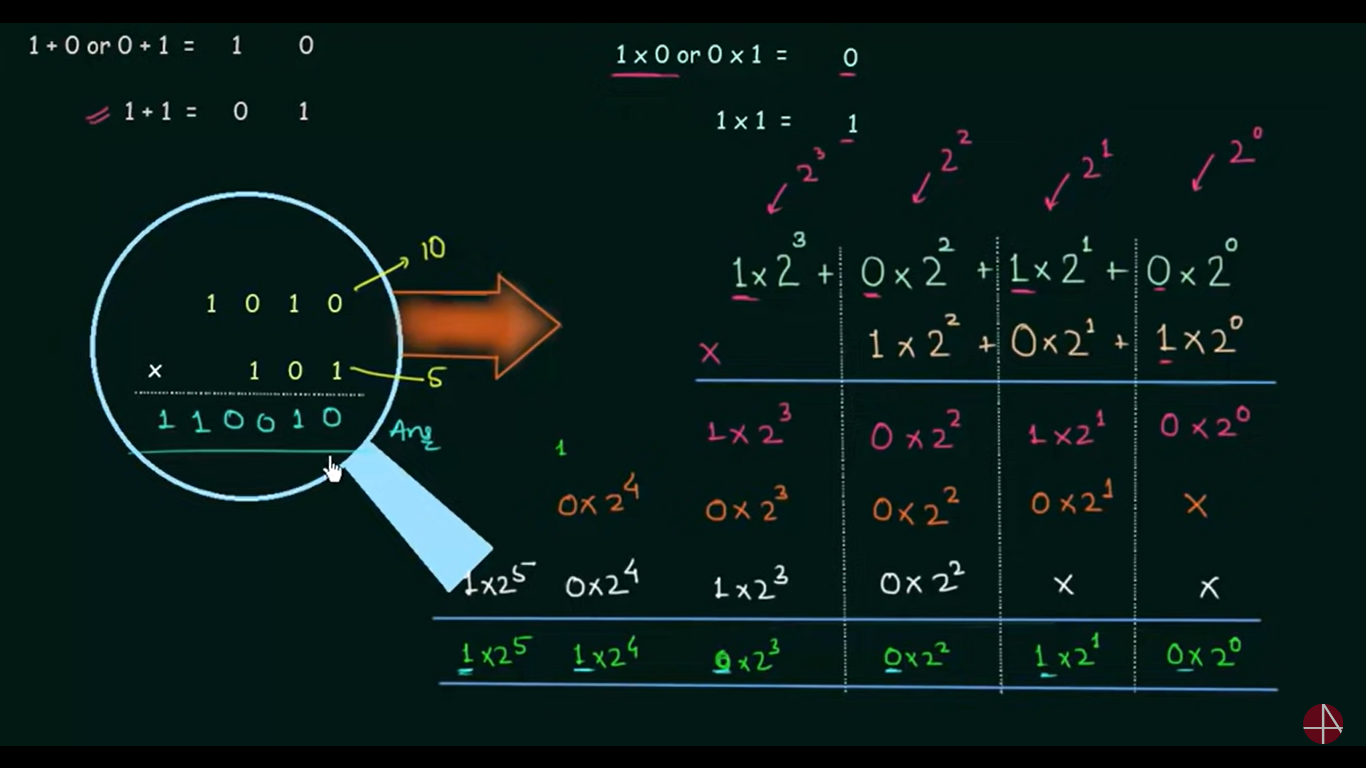 1 + 0 or 0 + 1 = 1 0
1 + 1 = 0 1
1 x 0 or 0 x 1 = 0
1 x 1 = 1
2³ 2² 2¹ 2⁰
1 0 1 0 10
x 1 0 1 5
1 1 0 0 1 0 Ans
1 x 2³ + 0 x 2² + 1 x 2¹ + 0 x 2⁰
x 1 x 2² + 0 x 2¹ + 1 x 2⁰
1 x 2³ 0 x 2² 1 x 2¹ 0 x 2⁰
1
0 x 2⁴ 0 x 2³ 0 x 2² 0 x 2¹ x
1 x 2⁵ 0 x 2⁴ 1 x 2³ 0 x 2² x x
1 x 2⁵ 1 x 2⁴ 0 x 2³ 0 x 2² 1 x 2¹ 0 x 2⁰